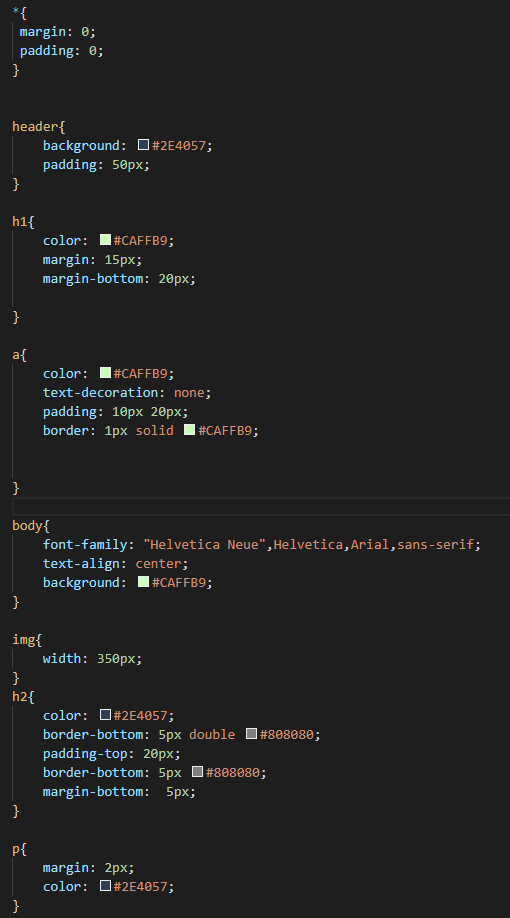 *{
 margin: 0;
 padding: 0;
}
header{
    background: #2E4057;
    padding: 50px;
}
h1{
    color: #CAFFB9;
    margin: 15px;
    margin-bottom: 20px;
}
a{
    color: #CAFFB9;
    text-decoration: none;
    padding: 10px 20px;
    border: 1px solid #CAFFB9;
}
body{
    font-family: "Helvetica Neue",Helvetica,Arial,sans-serif;
    text-align: center;
    background: #CAFFB9;
}
img{
    width: 350px;
}
h2{
    color: #2E4057;
    border-bottom: 5px double #808080;
    padding-top: 20px;
    border-bottom: 5px #808080;
    margin-bottom:  5px;
}
p{
    margin: 2px;
    color: #2E4057;
}